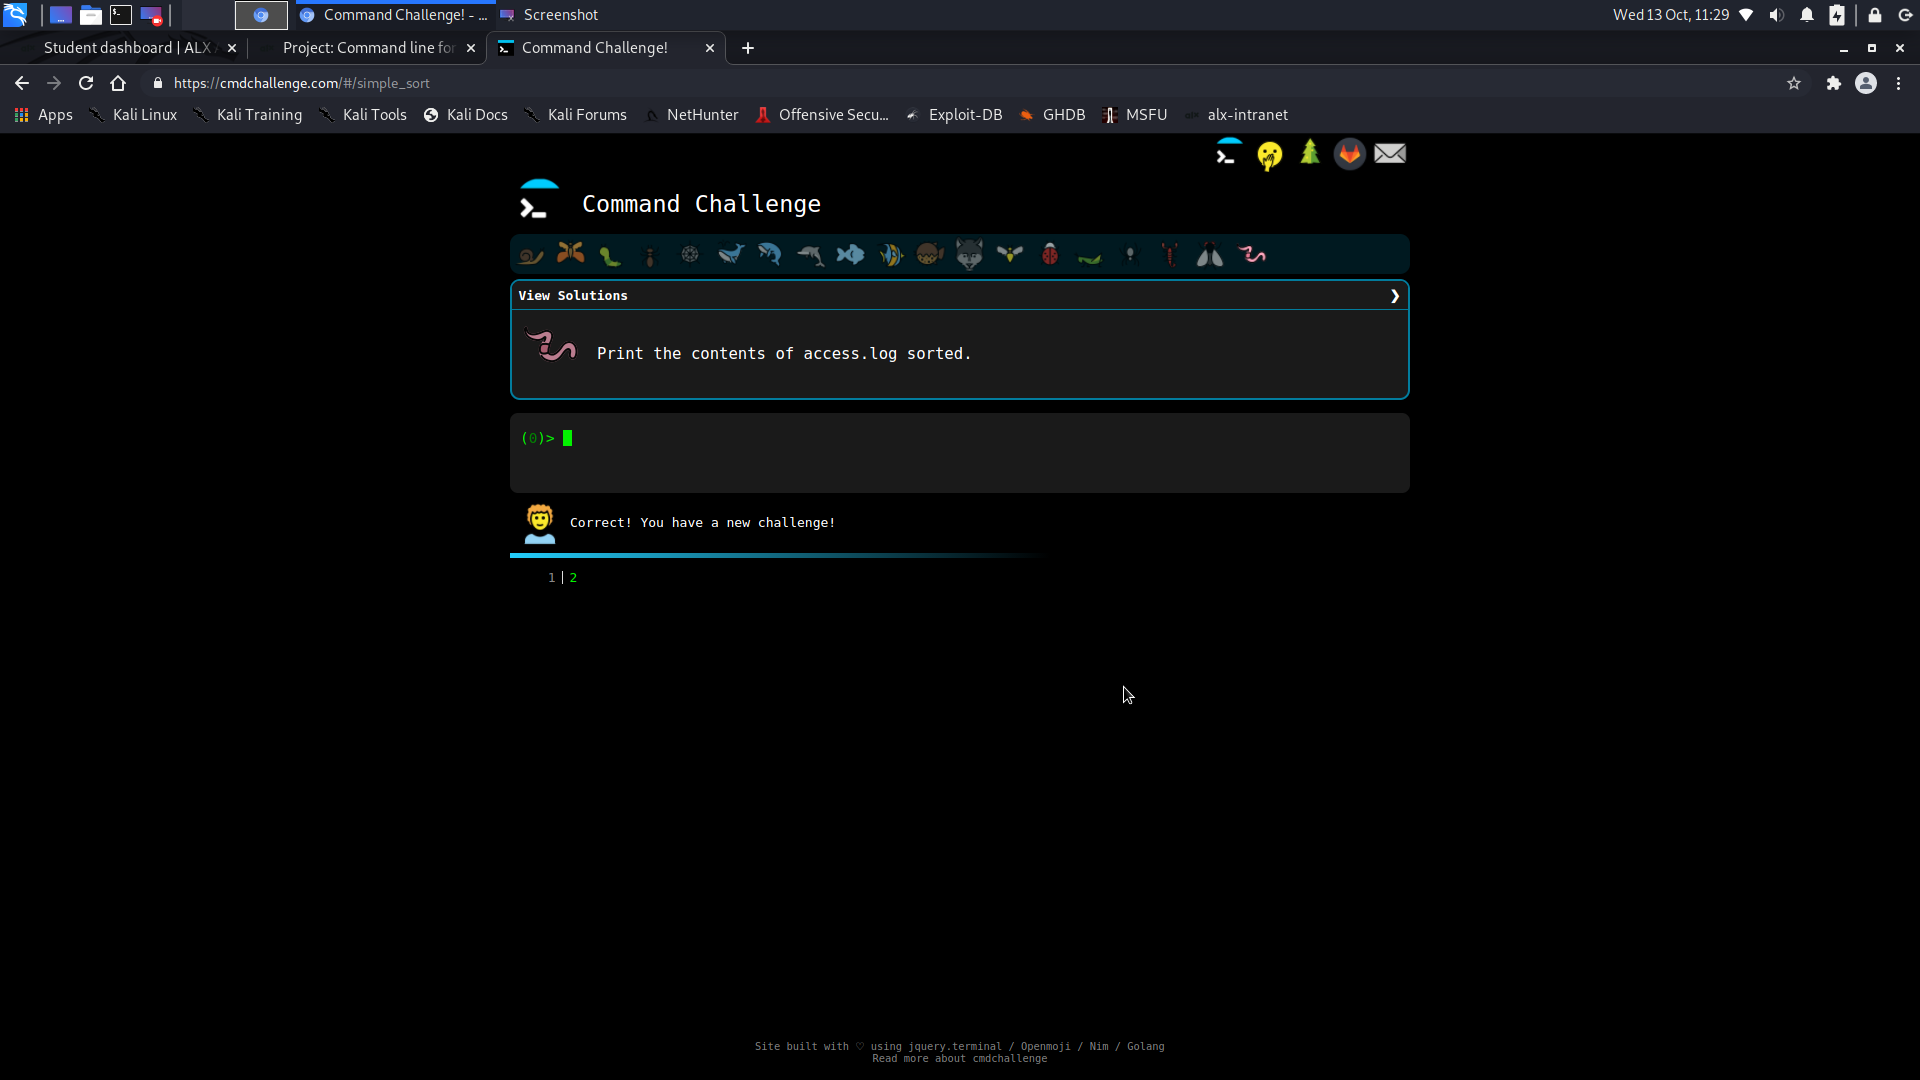 Command Challenge! - ...
Screenshot
Wed 13 Oct, 11:29
Student dashboard | ALX
Project: Command line for
Command Challenge!
https://cmdchallenge.com/#/simple_sort
Apps
Kali Linux
Kali Training
Kali Tools
Kali Docs
Kali Forums
NetHunter
Offensive Secu...
Exploit-DB
GHDB
MSFU
alx-intranet
Command Challenge
View Solutions
Print the contents of access.log sorted.
(0)>
Correct! You have a new challenge!
1|2
Site built with ♡ using jquery.terminal / Openmoji / Nim / Golang
Read more about cmdchallenge